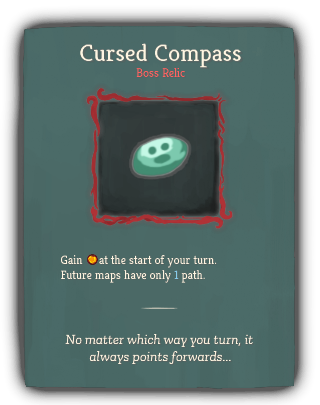 Cursed Compass
Boss Relic
Gain at the start of your turn.
Future maps have only 1 path.
No matter which way you turn, it
always points forwards...